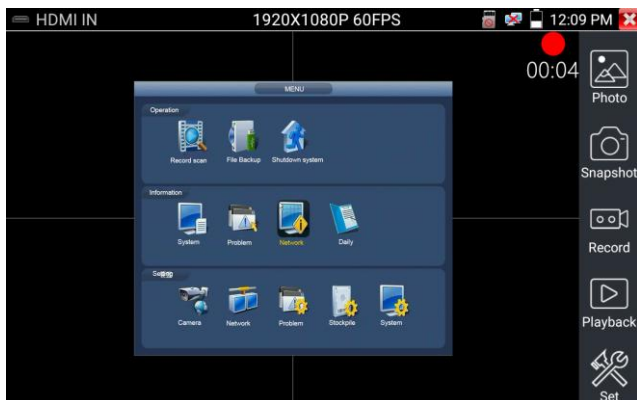 HDMI IN 1920X1080P 60FPS 12:09 PM
00:04
Photo
Snapshot
Record
Playback
Set
MENU
Operation
Record scan File Backup Shutdown system
Information
System Problem Network Daily
Camera Network Problem Stockpile System